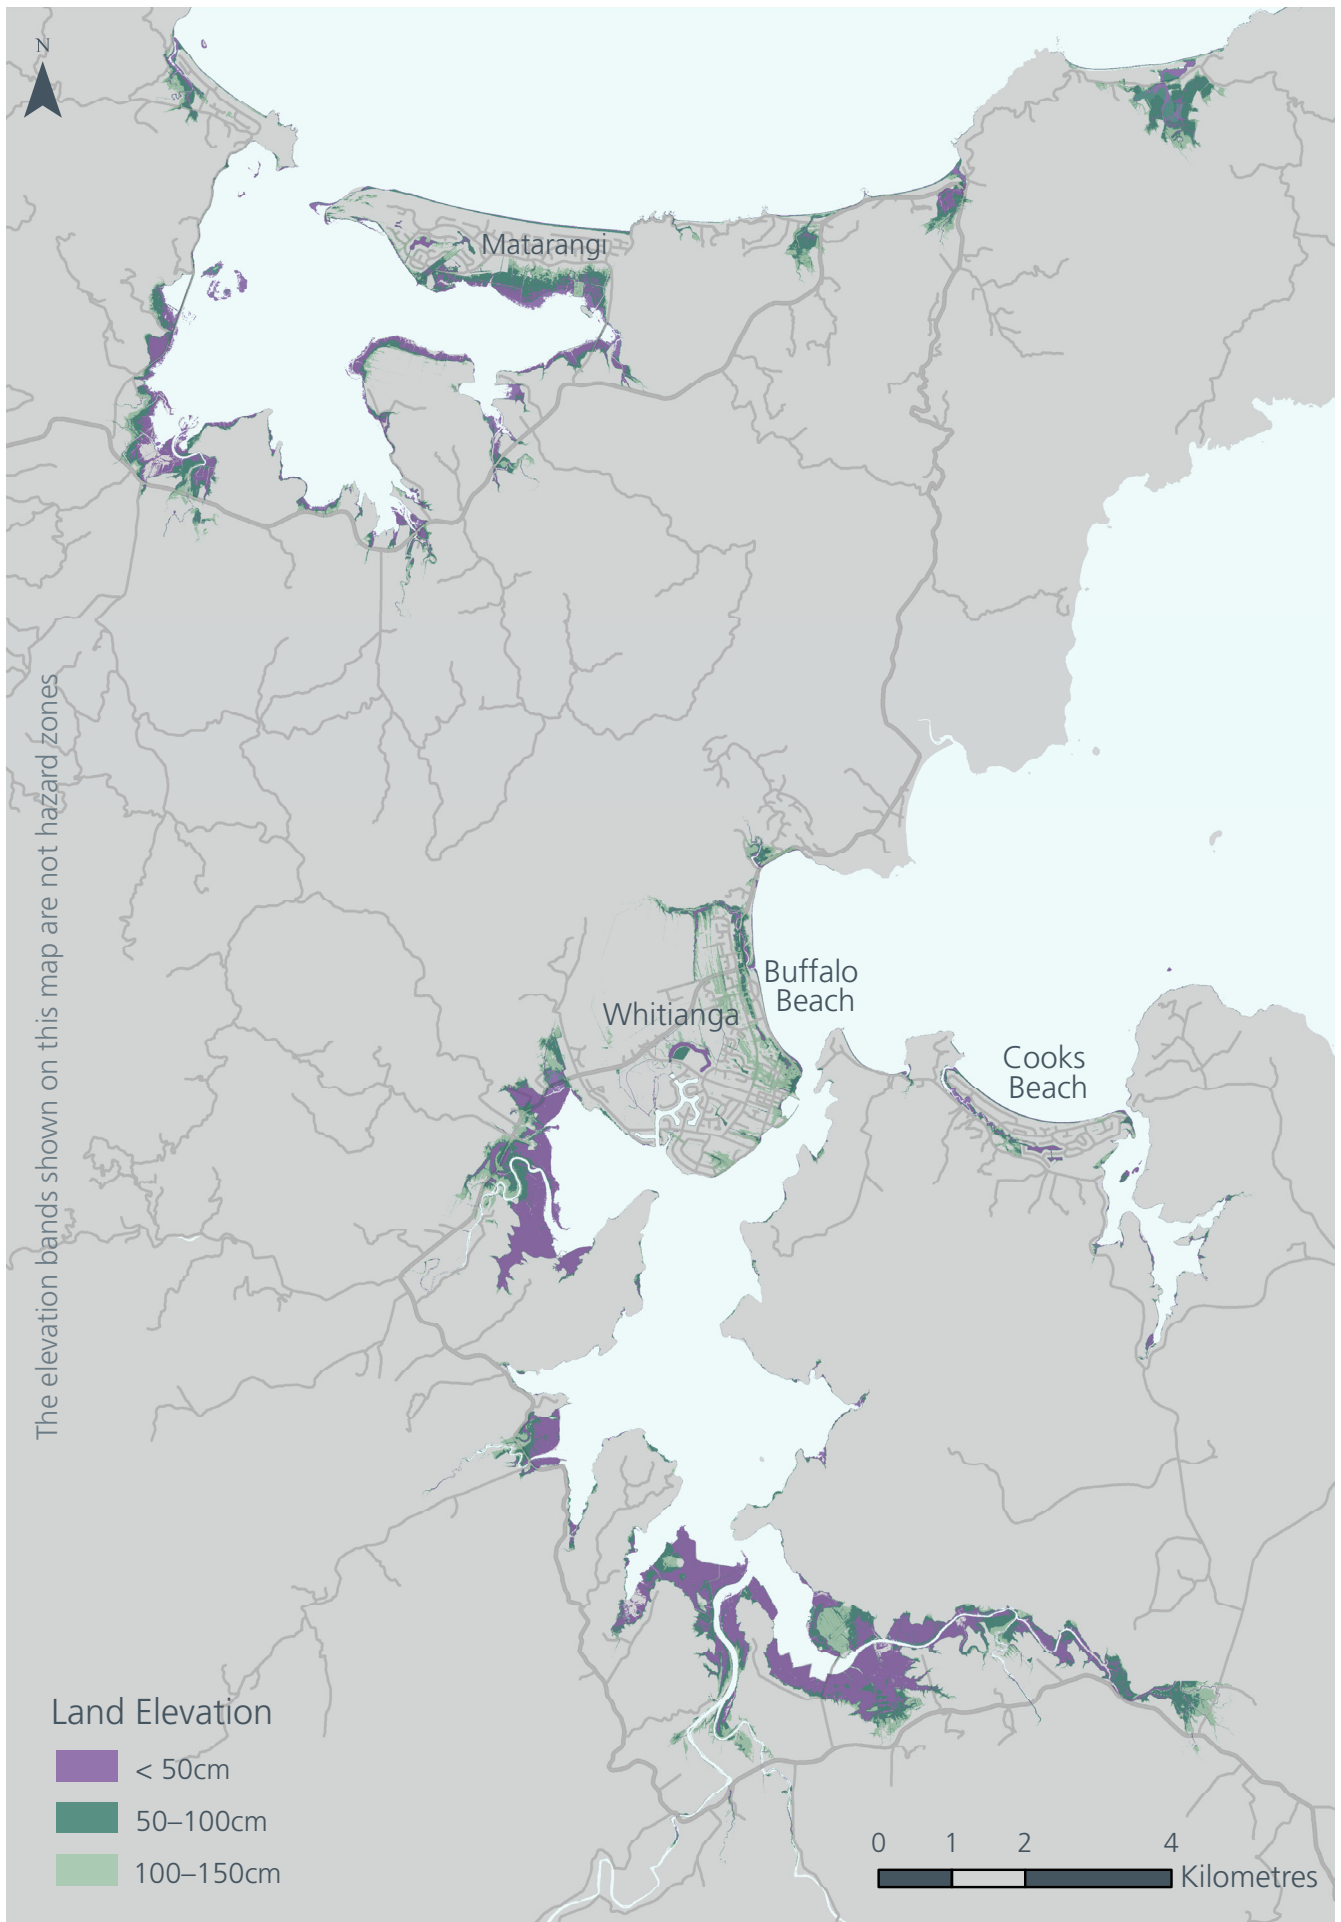 N
Matarangi
Buffalo
Beach
Whitianga
Cooks
Beach
The elevation bands shown on this map are not hazard zones
Land Elevation
< 50cm
50–100cm
100–150cm
0 1 2 4
Kilometres